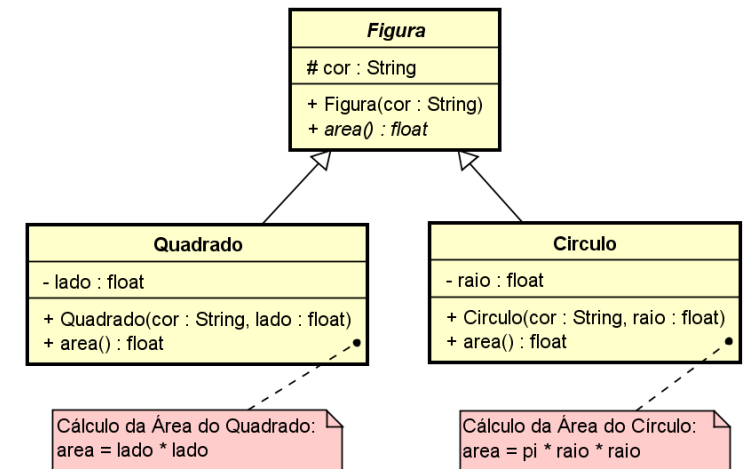 Figura
# cor : String
+ Figura(cor : String)
+ area() : float
Quadrado
- lado : float
+ Quadrado(cor : String, lado : float)
+ area() : float
Circulo
- raio : float
+ Circulo(cor : String, raio : float)
+ area() : float
Cálculo da Área do Quadrado:
area = lado * lado
Cálculo da Área do Círculo:
area = pi * raio * raio